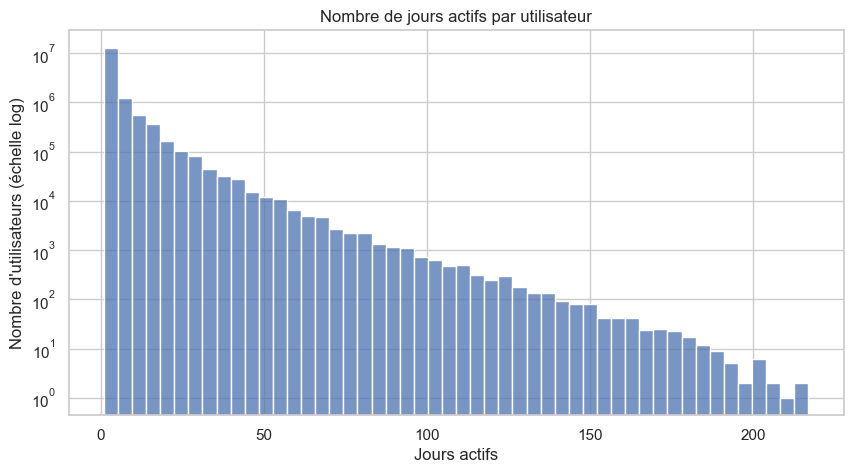 Nombre de jours actifs par utilisateur
Nombre d'utilisateurs (échelle log)
10^7
10^6
10^5
10^4
10^3
10^2
10^1
10^0
0 50 100 150 200
Jours actifs